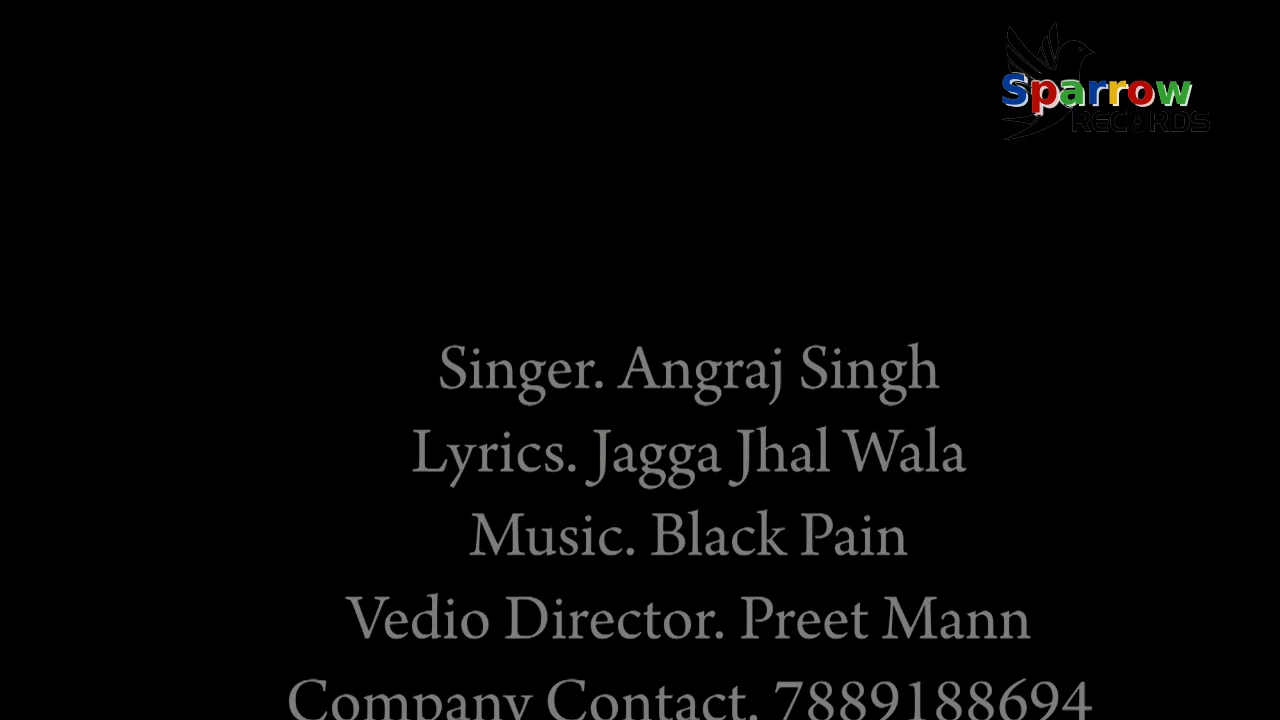 Sparrow
RECORDS
Singer. Angraj Singh
Lyrics. Jagga Jhal Wala
Music. Black Pain
Vedio Director. Preet Mann
Company Contact. 7889188694